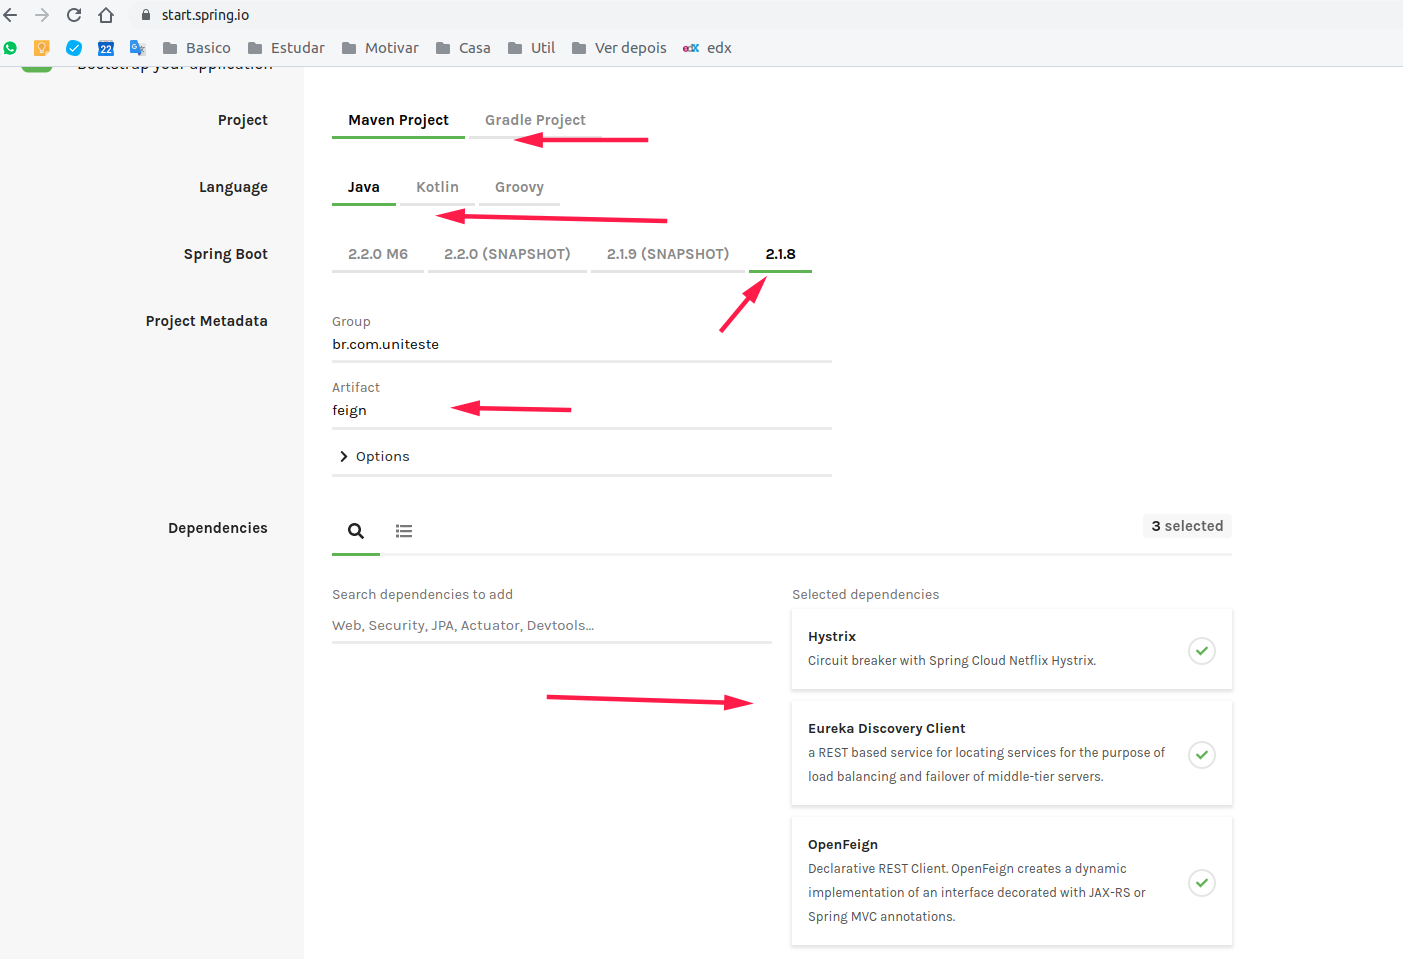 start.spring.io
22
Basico
Estudar
Motivar
Casa
Util
Ver depois
edX edx
Bootstrap your application
Project
Maven Project
Gradle Project
Language
Java
Kotlin
Groovy
Spring Boot
2.2.0 M6
2.2.0 (SNAPSHOT)
2.1.9 (SNAPSHOT)
2.1.8
Project Metadata
Group
br.com.uniteste
Artifact
feign
Options
Dependencies
3 selected
Search dependencies to add
Web, Security, JPA, Actuator, Devtools...
Selected dependencies
Hystrix
Circuit breaker with Spring Cloud Netflix Hystrix.
Eureka Discovery Client
a REST based service for locating services for the purpose of
load balancing and failover of middle-tier servers.
OpenFeign
Declarative REST Client. OpenFeign creates a dynamic
implementation of an interface decorated with JAX-RS or
Spring MVC annotations.